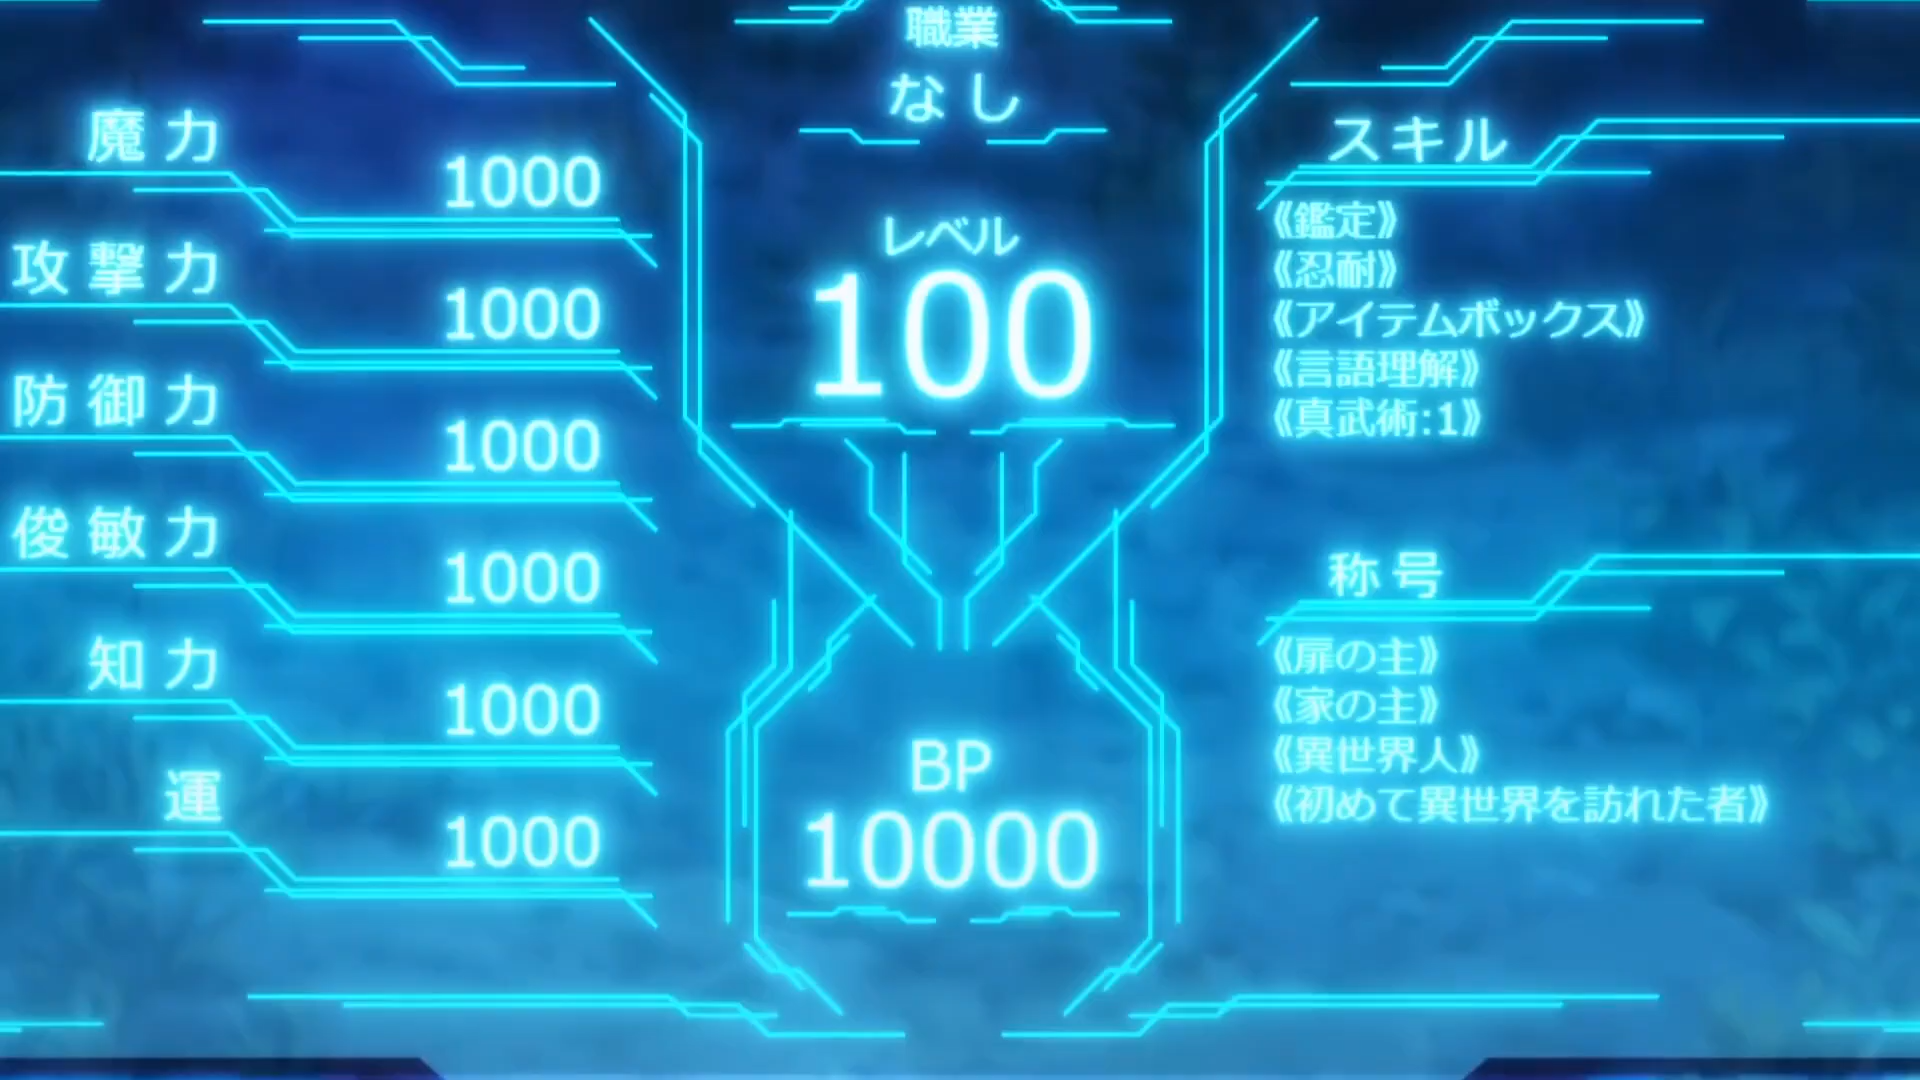 職業
なし
レベル
100
BP
10000
魔力
1000
攻撃力
1000
防御力
1000
俊敏力
1000
知力
1000
運
1000
スキル
《鑑定》
《忍耐》
《アイテムボックス》
《言語理解》
《真武術:1》
称号
《扉の主》
《家の主》
《異世界人》
《初めて異世界を訪れた者》